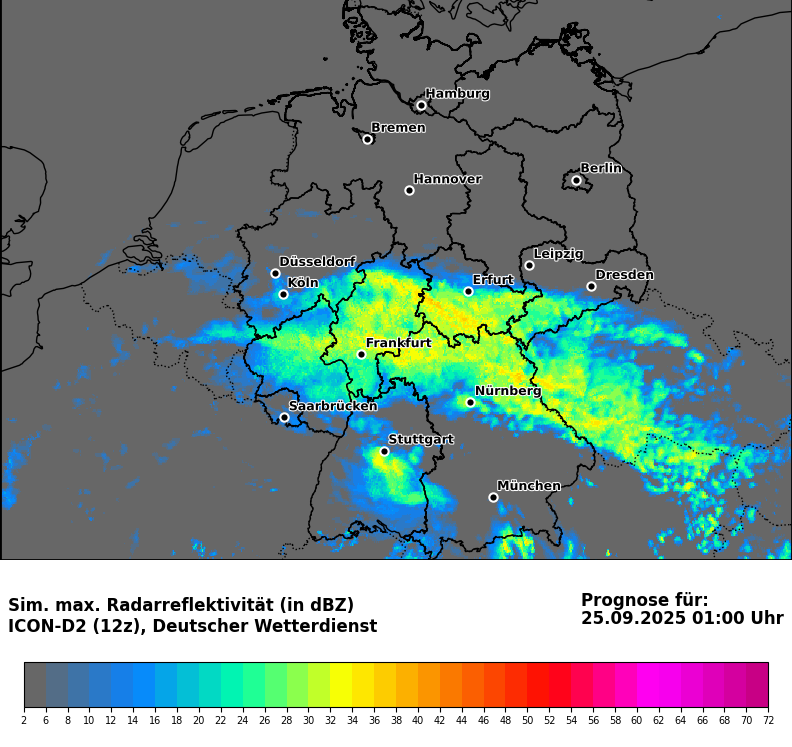 Hamburg
Bremen
Berlin
Hannover
Düsseldorf
Leipzig
Köln
Erfurt
Dresden
Frankfurt
Nürnberg
Saarbrücken
Stuttgart
München
Sim. max. Radarreflektivität (in dBZ)
ICON-D2 (12z), Deutscher Wetterdienst
Prognose für:
25.09.2025 01:00 Uhr
2 6 8 10 12 14 16 18 20 22 24 26 28 30 32 34 36 38 40 42 44 46 48 50 52 54 56 58 60 62 64 66 68 70 72